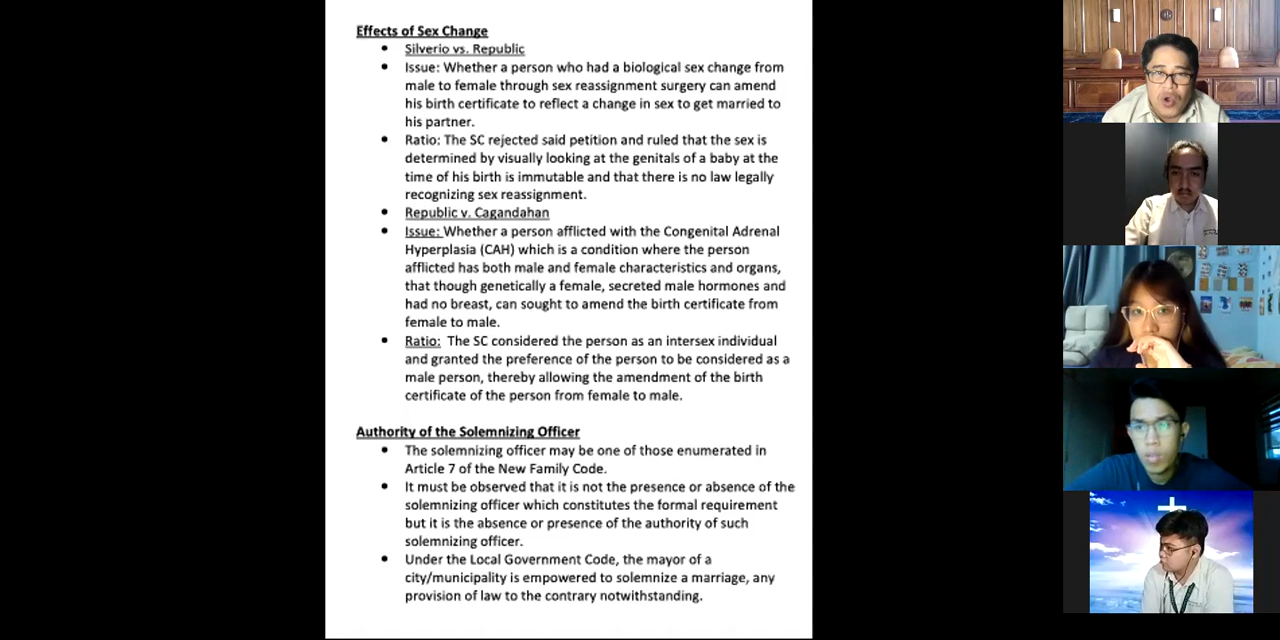 Effects of Sex Change
• Silverio vs. Republic
• Issue: Whether a person who had a biological sex change from
male to female through sex reassignment surgery can amend
his birth certificate to reflect a change in sex to get married to
his partner.
• Ratio: The SC rejected said petition and ruled that the sex is
determined by visually looking at the genitals of a baby at the
time of his birth is immutable and that there is no law legally
recognizing sex reassignment.
• Republic v. Cagandahan
• Issue: Whether a person afflicted with the Congenital Adrenal
Hyperplasia (CAH) which is a condition where the person
afflicted has both male and female characteristics and organs,
that though genetically a female, secreted male hormones and
had no breast, can sought to amend the birth certificate from
female to male.
• Ratio: The SC considered the person as an intersex individual
and granted the preference of the person to be considered as a
male person, thereby allowing the amendment of the birth
certificate of the person from female to male.
Authority of the Solemnizing Officer
• The solemnizing officer may be one of those enumerated in
Article 7 of the New Family Code.
• It must be observed that it is not the presence or absence of the
solemnizing officer which constitutes the formal requirement
but it is the absence or presence of the authority of such
solemnizing officer.
• Under the Local Government Code, the mayor of a
city/municipality is empowered to solemnize a marriage, any
provision of law to the contrary notwithstanding.